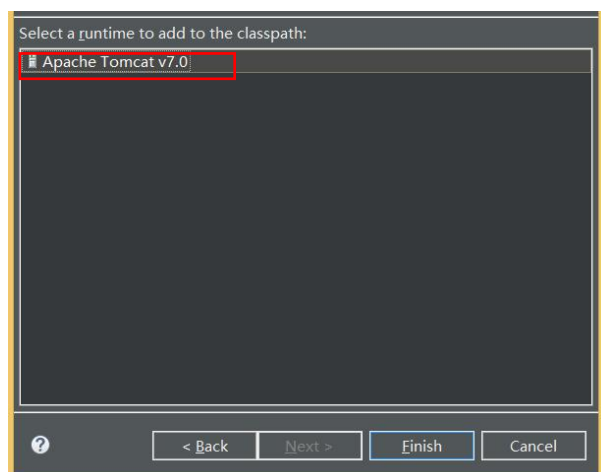 Select a runtime to add to the classpath:
Apache Tomcat v7.0
? < Back Next > Finish Cancel